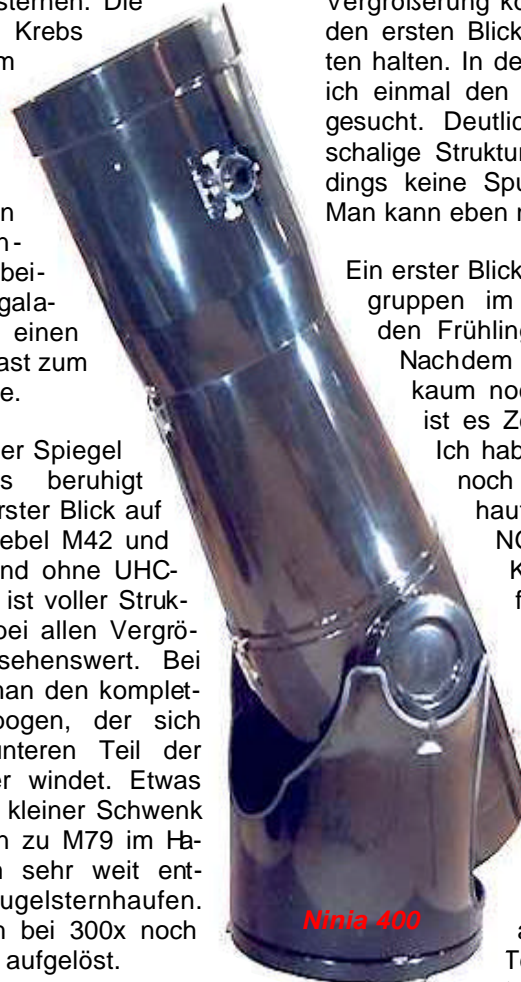 sternen. Die
Krebs
m
n
n-
bei-
gala-
einen
ast zum
e.
er Spiegel
s beruhigt
rster Blick auf
ebel M42 und
nd ohne UHC-
ist voller Struk-
bei allen Vergrö-
sehenswert. Bei
man den komplet-
bogen, der sich
unteren Teil der
er windet. Etwas
kleiner Schwenk
n zu M79 im Ha-
n sehr weit ent-
ugelsternhaufen.
n bei 300x noch
aufgelöst.
Vergrößerung ko
den ersten Blick
ten halten. In de
ich einmal den
gesucht. Deutlic
schalige Struktur
dings keine Spu
Man kann eben n
Ein erster Blick
gruppen im
den Frühling
Nachdem
kaum noc
ist es Ze
Ich hab
noch
hauf
NG
K
f
a
Te
Ninia 400